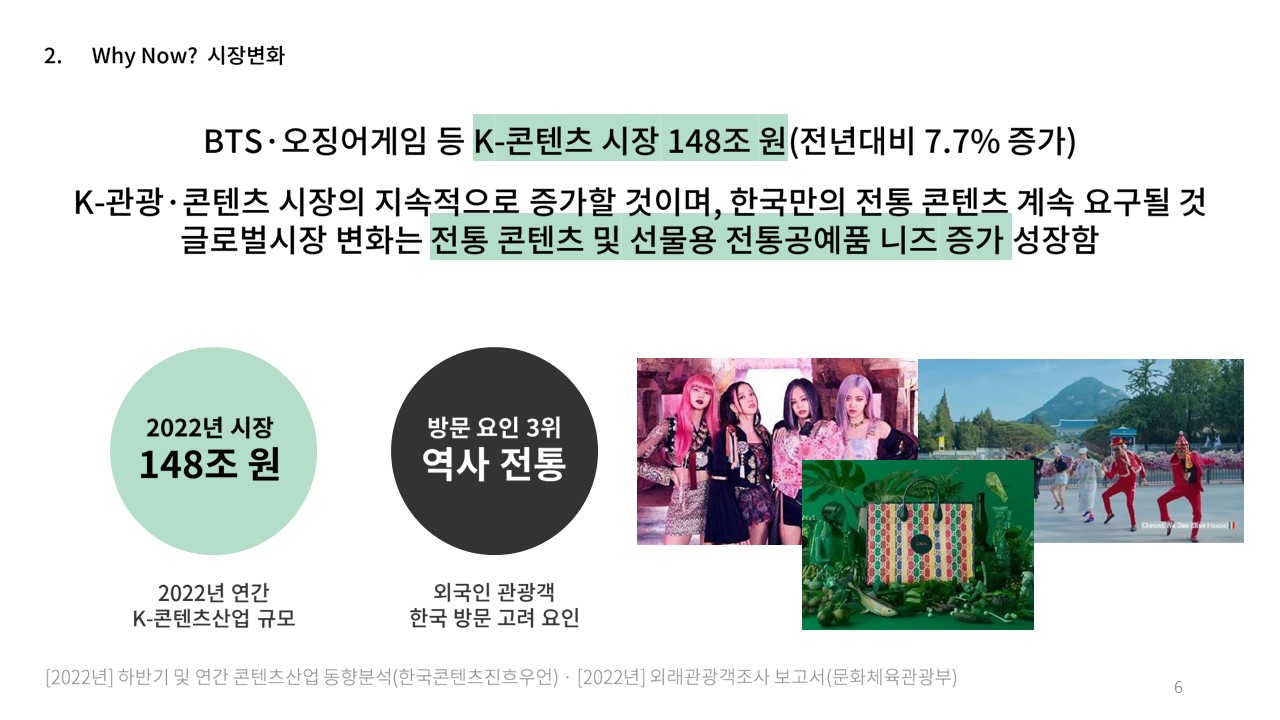 2. Why Now? 시장변화
BTS·오징어게임 등 K-콘텐츠 시장 148조 원(전년대비 7.7% 증가)
K-관광·콘텐츠 시장의 지속적으로 증가할 것이며, 한국만의 전통 콘텐츠 계속 요구될 것
글로벌시장 변화는 전통 콘텐츠 및 선물용 전통공예품 니즈 증가 성장함
2022년 시장
148조 원
방문 요인 3위
역사 전통
Cheong Wa Dae (Blue House)
2022년 연간
K-콘텐츠산업 규모
외국인 관광객
한국 방문 고려 요인
[2022년] 하반기 및 연간 콘텐츠산업 동향분석(한국콘텐츠진흐우언) · [2022년] 외래관광객조사 보고서(문화체육관광부)
6